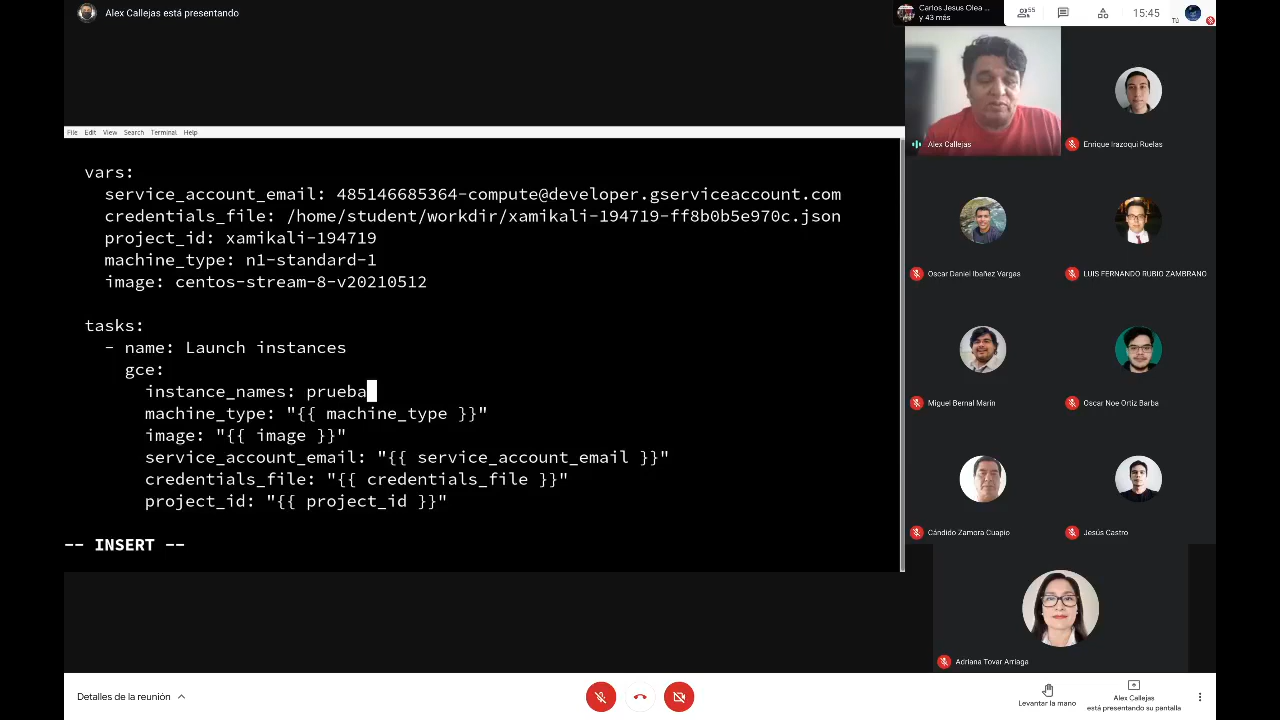 Alex Callejas está presentando
Carlos Jesus Olea ...
y 43 más
55
15:45
Tú
File Edit View Search Terminal Help
vars:
service_account_email: 485146685364-compute@developer.gserviceaccount.com
credentials_file: /home/student/workdir/xamikali-194719-ff8b0b5e970c.json
project_id: xamikali-194719
machine_type: n1-standard-1
image: centos-stream-8-v20210512
tasks:
- name: Launch instances
gce:
instance_names: prueba
machine_type: "{{ machine_type }}"
image: "{{ image }}"
service_account_email: "{{ service_account_email }}"
credentials_file: "{{ credentials_file }}"
project_id: "{{ project_id }}"
-- INSERT --
Alex Callejas
Enrique Irazoqui Ruelas
Oscar Daniel Ibañez Vargas
LUIS FERNANDO RUBIO ZAMBRANO
Miguel Bernal Marin
Oscar Noe Ortiz Barba
Cándido Zamora Cuapio
Jesús Castro
Adriana Tovar Arriaga
Detalles de la reunión
Levantar la mano
Alex Callejas
está presentando su pantalla